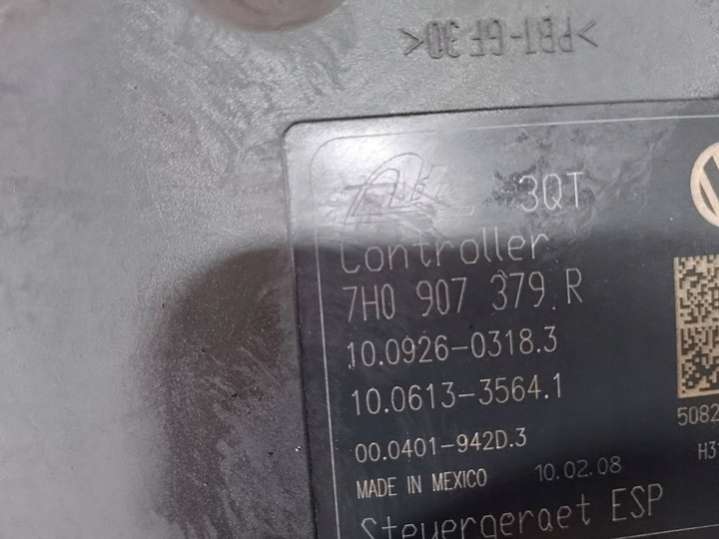 >PBT-GF30<
3QT
Controller
7H0 907 379 R
10.0926-0318.3
10.0613-3564.1
00.0401-942D.3
5082
MADE IN MEXICO 10.02.08
H3
Steuergeraet ESP